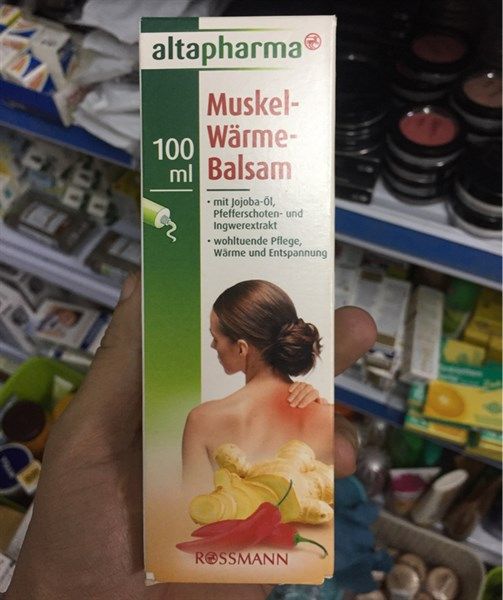 altapharma
Muskel-
Wärme-
Balsam
100
ml
• mit Jojoba-Öl,
Pfefferschoten- und
Ingwerextrakt
• wohltuende Pflege,
Wärme und Entspannung
ROSSMANN